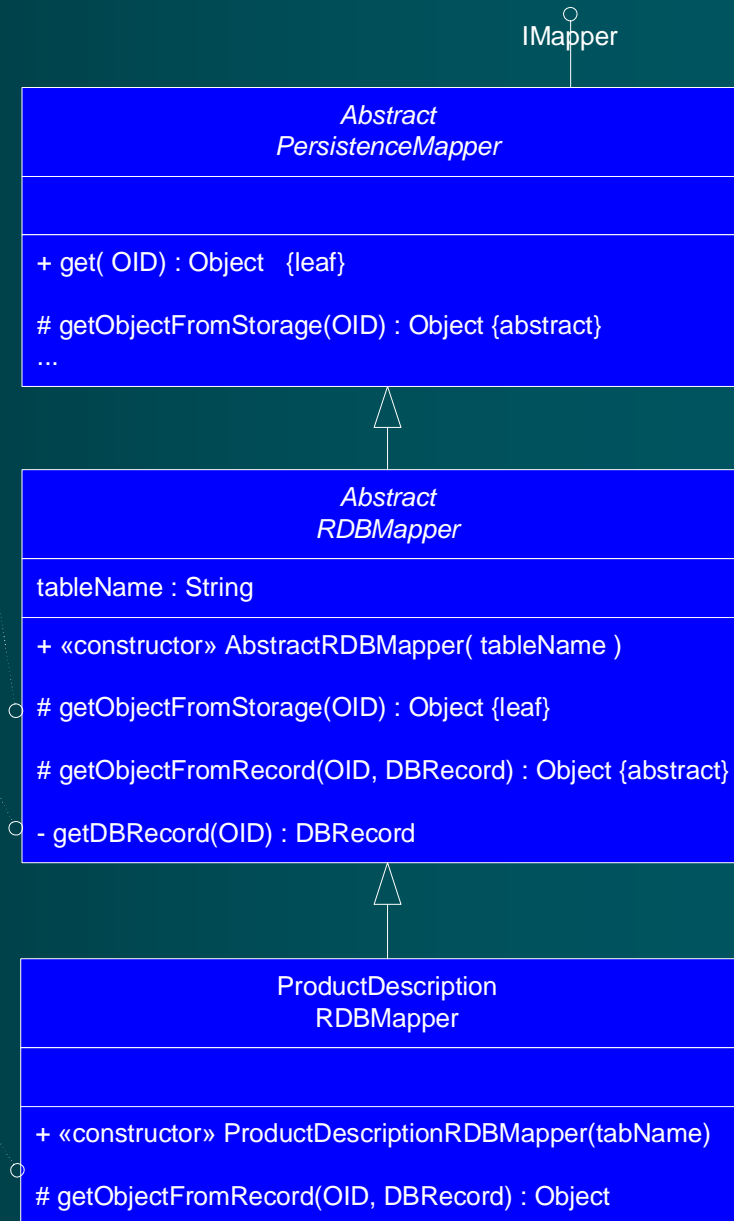 IMapper
Abstract
PersistenceMapper
+ get( OID) : Object {leaf}
# getObjectFromStorage(OID) : Object {abstract}
...
Abstract
RDBMapper
tableName : String
+ «constructor» AbstractRDBMapper( tableName )
# getObjectFromStorage(OID) : Object {leaf}
# getObjectFromRecord(OID, DBRecord) : Object {abstract}
- getDBRecord(OID) : DBRecord
ProductDescription
RDBMapper
+ «constructor» ProductDescriptionRDBMapper(tabName)
# getObjectFromRecord(OID, DBRecord) : Object